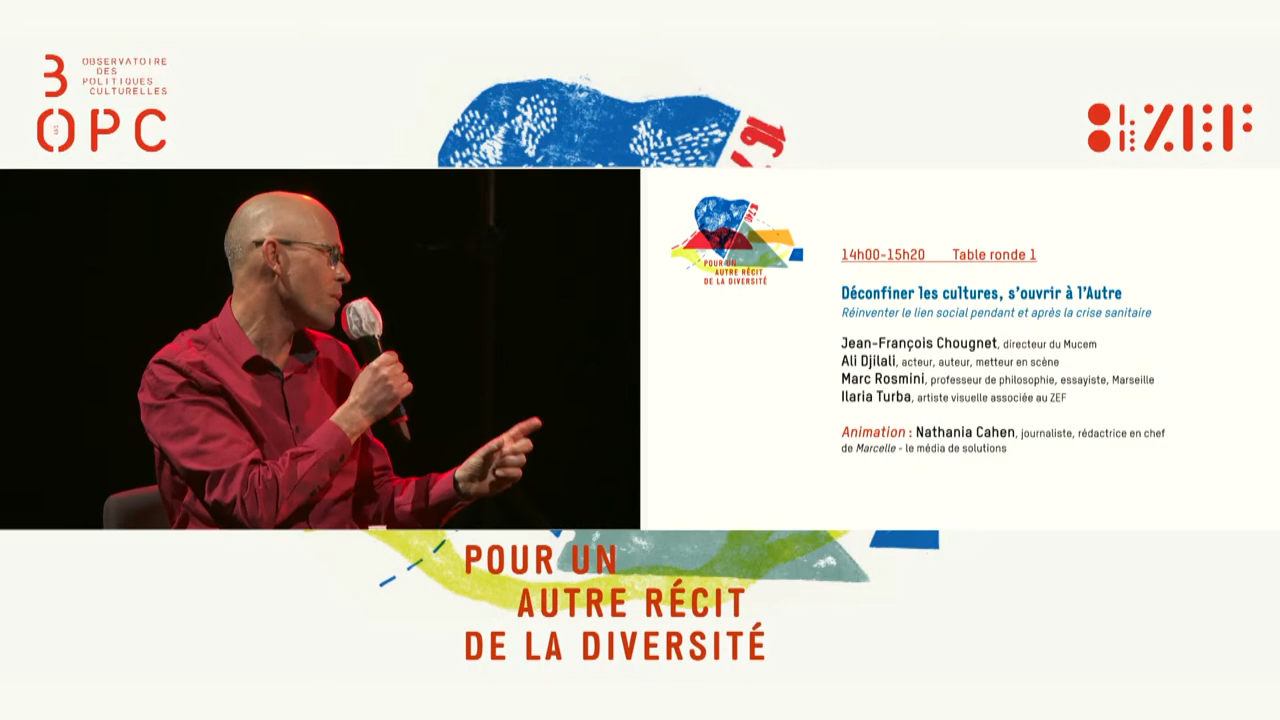 OBSERVATOIRE
DES
POLITIQUES
CULTURELLES
OPC
ZEF
14h00-15h20 Table ronde 1
Déconfiner les cultures, s'ouvrir à l'Autre
Réinventer le lien social pendant et après la crise sanitaire
Jean-François Chougnet, directeur du Mucem
Ali Djilali, acteur, auteur, metteur en scène
Marc Rosmini, professeur de philosophie, essayiste, Marseille
Ilaria Turba, artiste visuelle associée au ZEF
Animation : Nathania Cahen, journaliste, rédactrice en chef
de Marcelle - le média de solutions
POUR UN
AUTRE RÉCIT
DE LA DIVERSITÉ
POUR UN
AUTRE RÉCIT
DE LA DIVERSITÉ